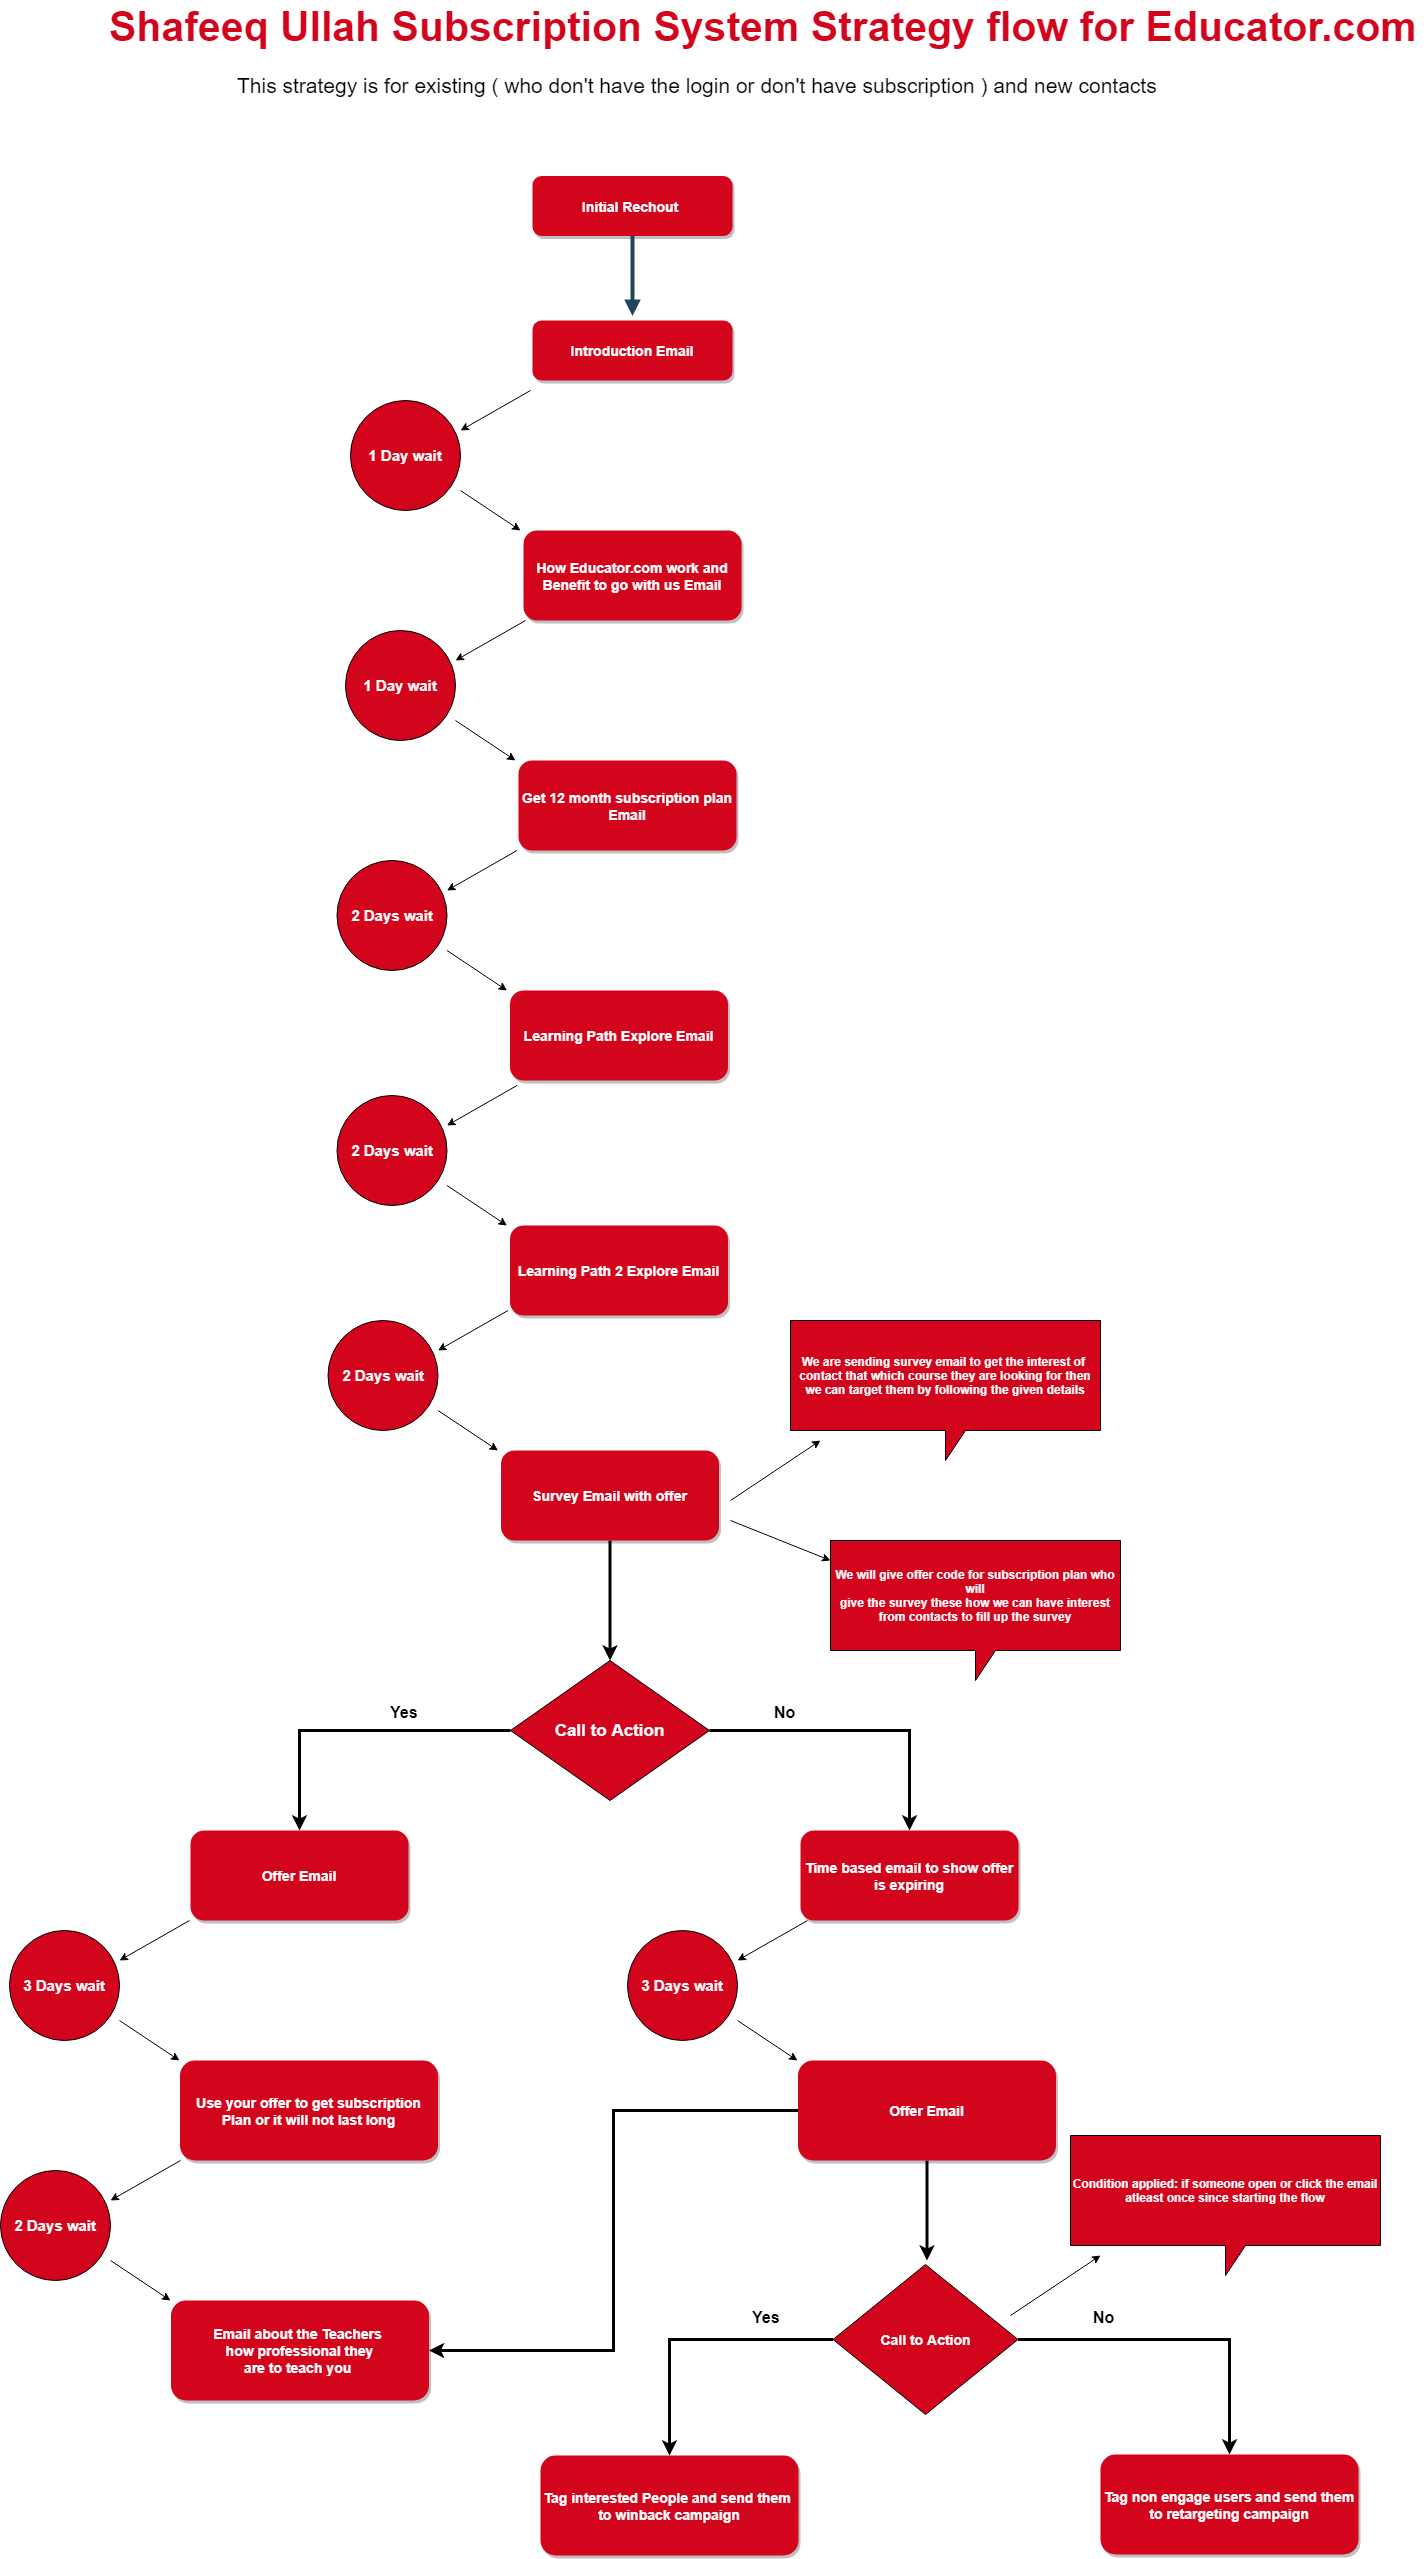 Shafeeq Ullah Subscription System Strategy flow for Educator.com
This strategy is for existing ( who don't have the login or don't have subscription ) and new contacts
Initial Rechout
Introduction Email
1 Day wait
How Educator.com work and
Benefit to go with us Email
1 Day wait
Get 12 month subscription plan
Email
2 Days wait
Learning Path Explore Email
2 Days wait
Learning Path 2 Explore Email
2 Days wait
We are sending survey email to get the interest of
contact that which course they are looking for then
we can target them by following the given details
Survey Email with offer
We will give offer code for subscription plan who
will
give the survey these how we can have interest
from contacts to fill up the survey
Call to Action
Yes
No
Offer Email
Time based email to show offer
is expiring
3 Days wait
3 Days wait
Use your offer to get subscription
Plan or it will not last long
Offer Email
2 Days wait
Condition applied: if someone open or click the email
atleast once since starting the flow
Email about the Teachers
how professional they
are to teach you
Call to Action
Yes
No
Tag interested People and send them
to winback campaign
Tag non engage users and send them
to retargeting campaign